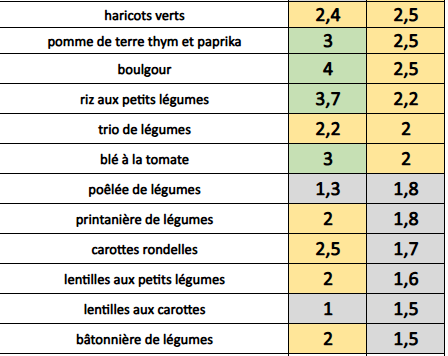 haricots verts 2,4 2,5
pomme de terre thym et paprika 3 2,5
boulgour 4 2,5
riz aux petits légumes 3,7 2,2
trio de légumes 2,2 2
blé à la tomate 3 2
poêlée de légumes 1,3 1,8
printanière de légumes 2 1,8
carottes rondelles 2,5 1,7
lentilles aux petits légumes 2 1,6
lentilles aux carottes 1 1,5
bâtonnière de légumes 2 1,5